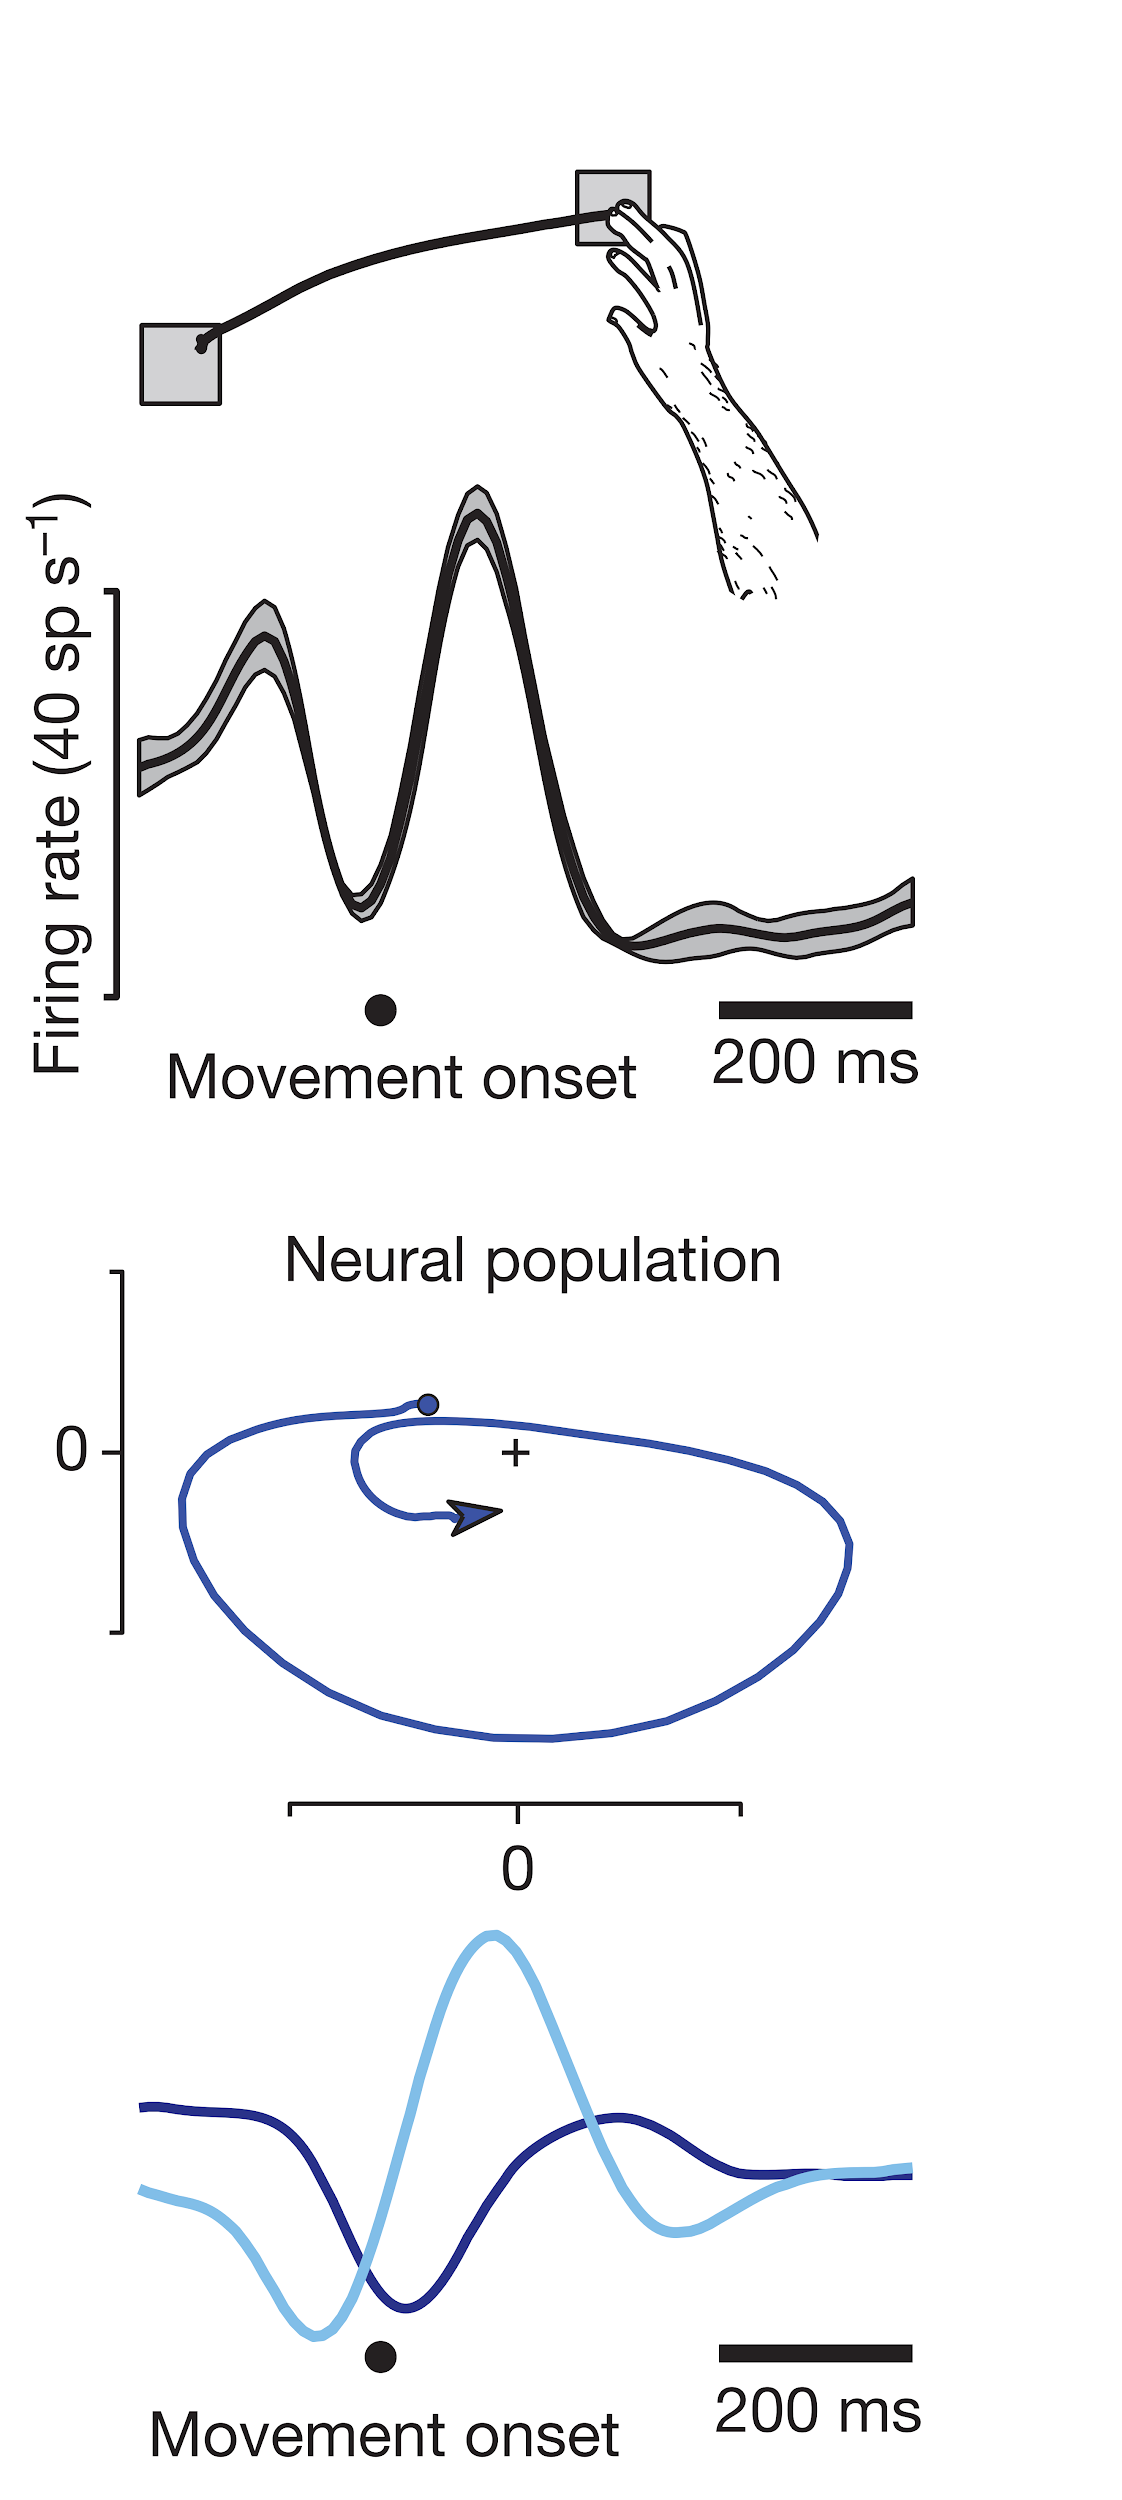 Firing rate (40 sp s⁻¹)
Movement onset
200 ms
Neural population
0
0
Movement onset
200 ms